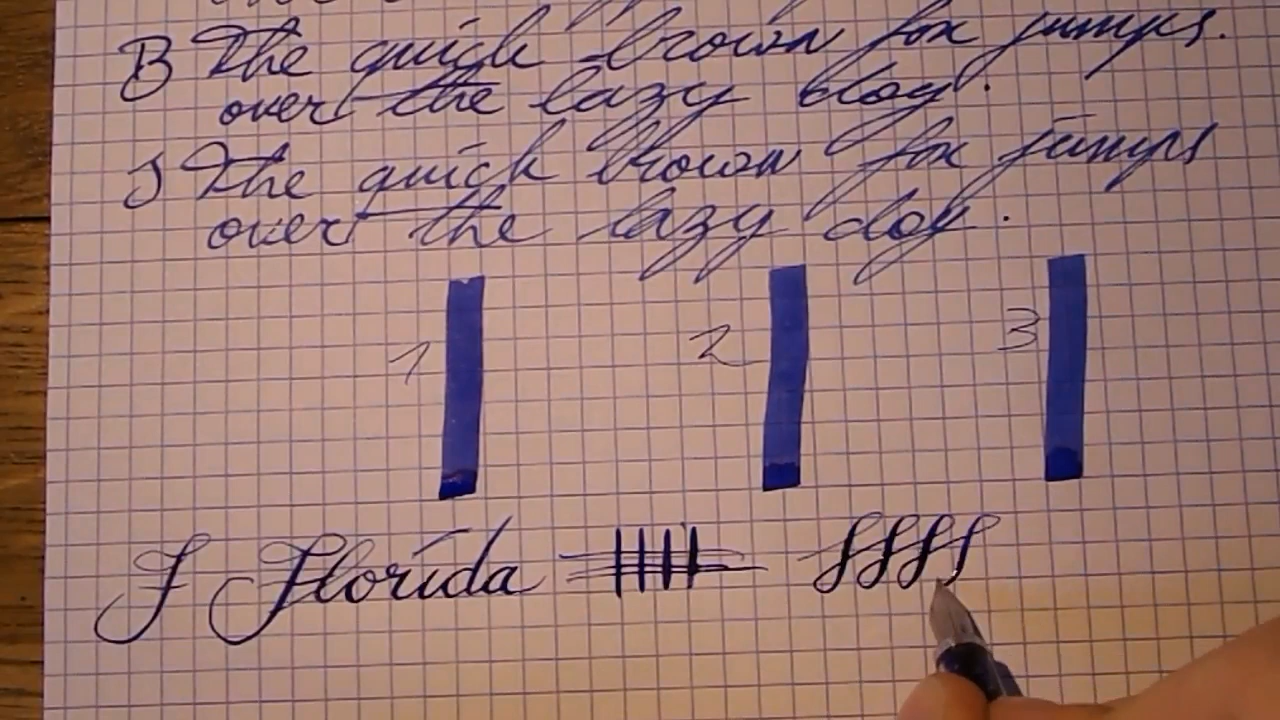 B The quick brown fox jumps.
over the lazy dog.
S The quick brown fox jumps
over the lazy dog.
1 2 3
F Florida ffff